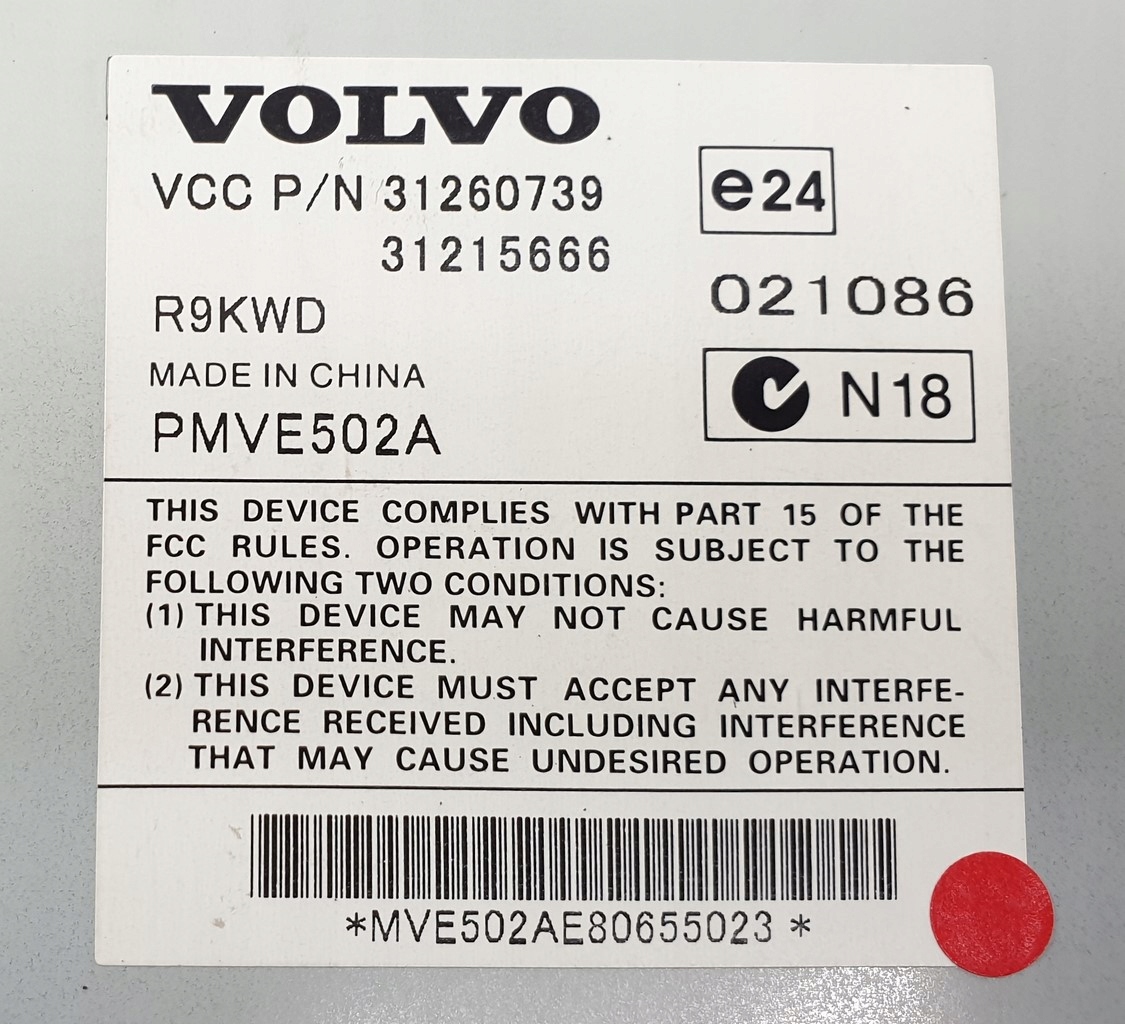 VOLVO
VCC P/N 31260739
31215666
R9KWD
MADE IN CHINA
PMVE502A
e24
021086
N18
THIS DEVICE COMPLIES WITH PART 15 OF THE
FCC RULES. OPERATION IS SUBJECT TO THE
FOLLOWING TWO CONDITIONS:
(1) THIS DEVICE MAY NOT CAUSE HARMFUL
INTERFERENCE.
(2) THIS DEVICE MUST ACCEPT ANY INTERFE-
RENCE RECEIVED INCLUDING INTERFERENCE
THAT MAY CAUSE UNDESIRED OPERATION.
*MVE502AE80655023 *